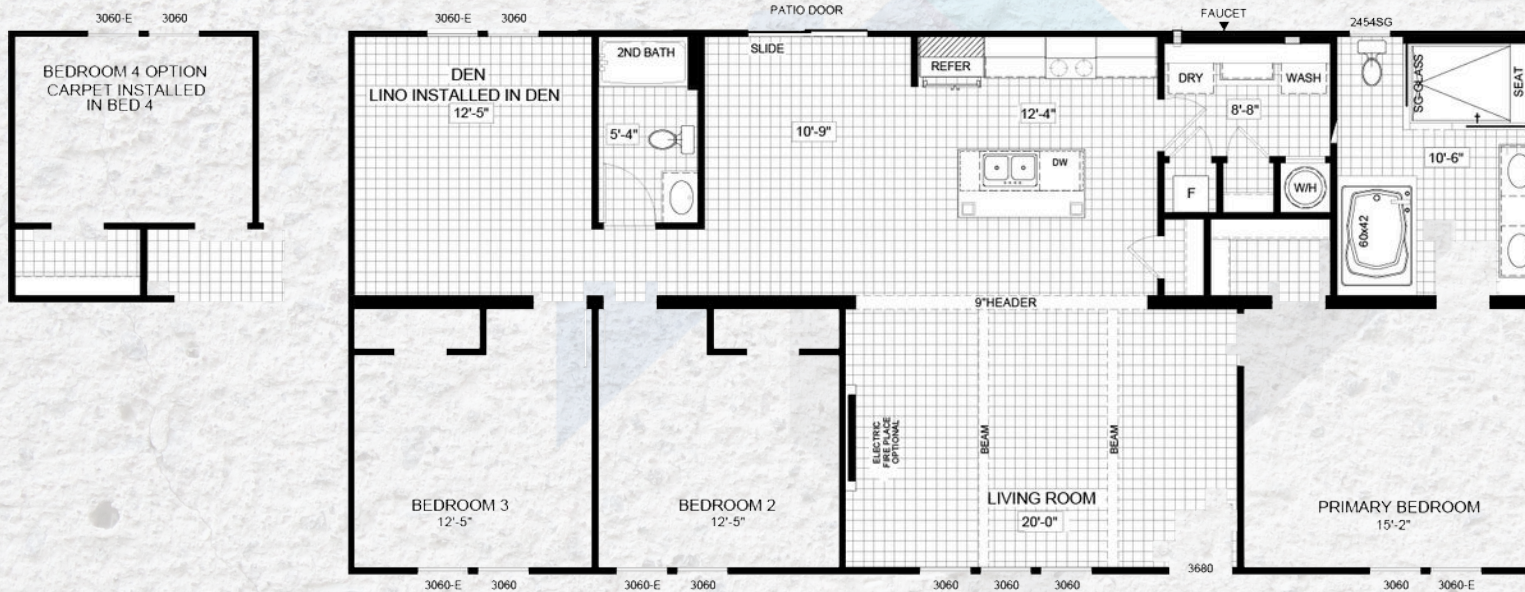 3060-E 3060
BEDROOM 4 OPTION
CARPET INSTALLED
IN BED 4
3060-E 3060
PATIO DOOR
FAUCET
2454SG
DEN
LINO INSTALLED IN DEN
12'-5"
2ND BATH
5'-4"
SLIDE
10'-9"
REFER
12'-4"
DW
DRY
WASH
8'-8"
F
W/H
SG-GLASS
SEAT
10'-6"
60x42
9"HEADER
BEDROOM 3
12'-5"
BEDROOM 2
12'-5"
ELECTRIC
FIRE PLACE
OPTIONAL
BEAM
BEAM
LIVING ROOM
20'-0"
PRIMARY BEDROOM
15'-2"
3060-E 3060
3060-E 3060
3060 3060 3060
3680
3060 3060-E